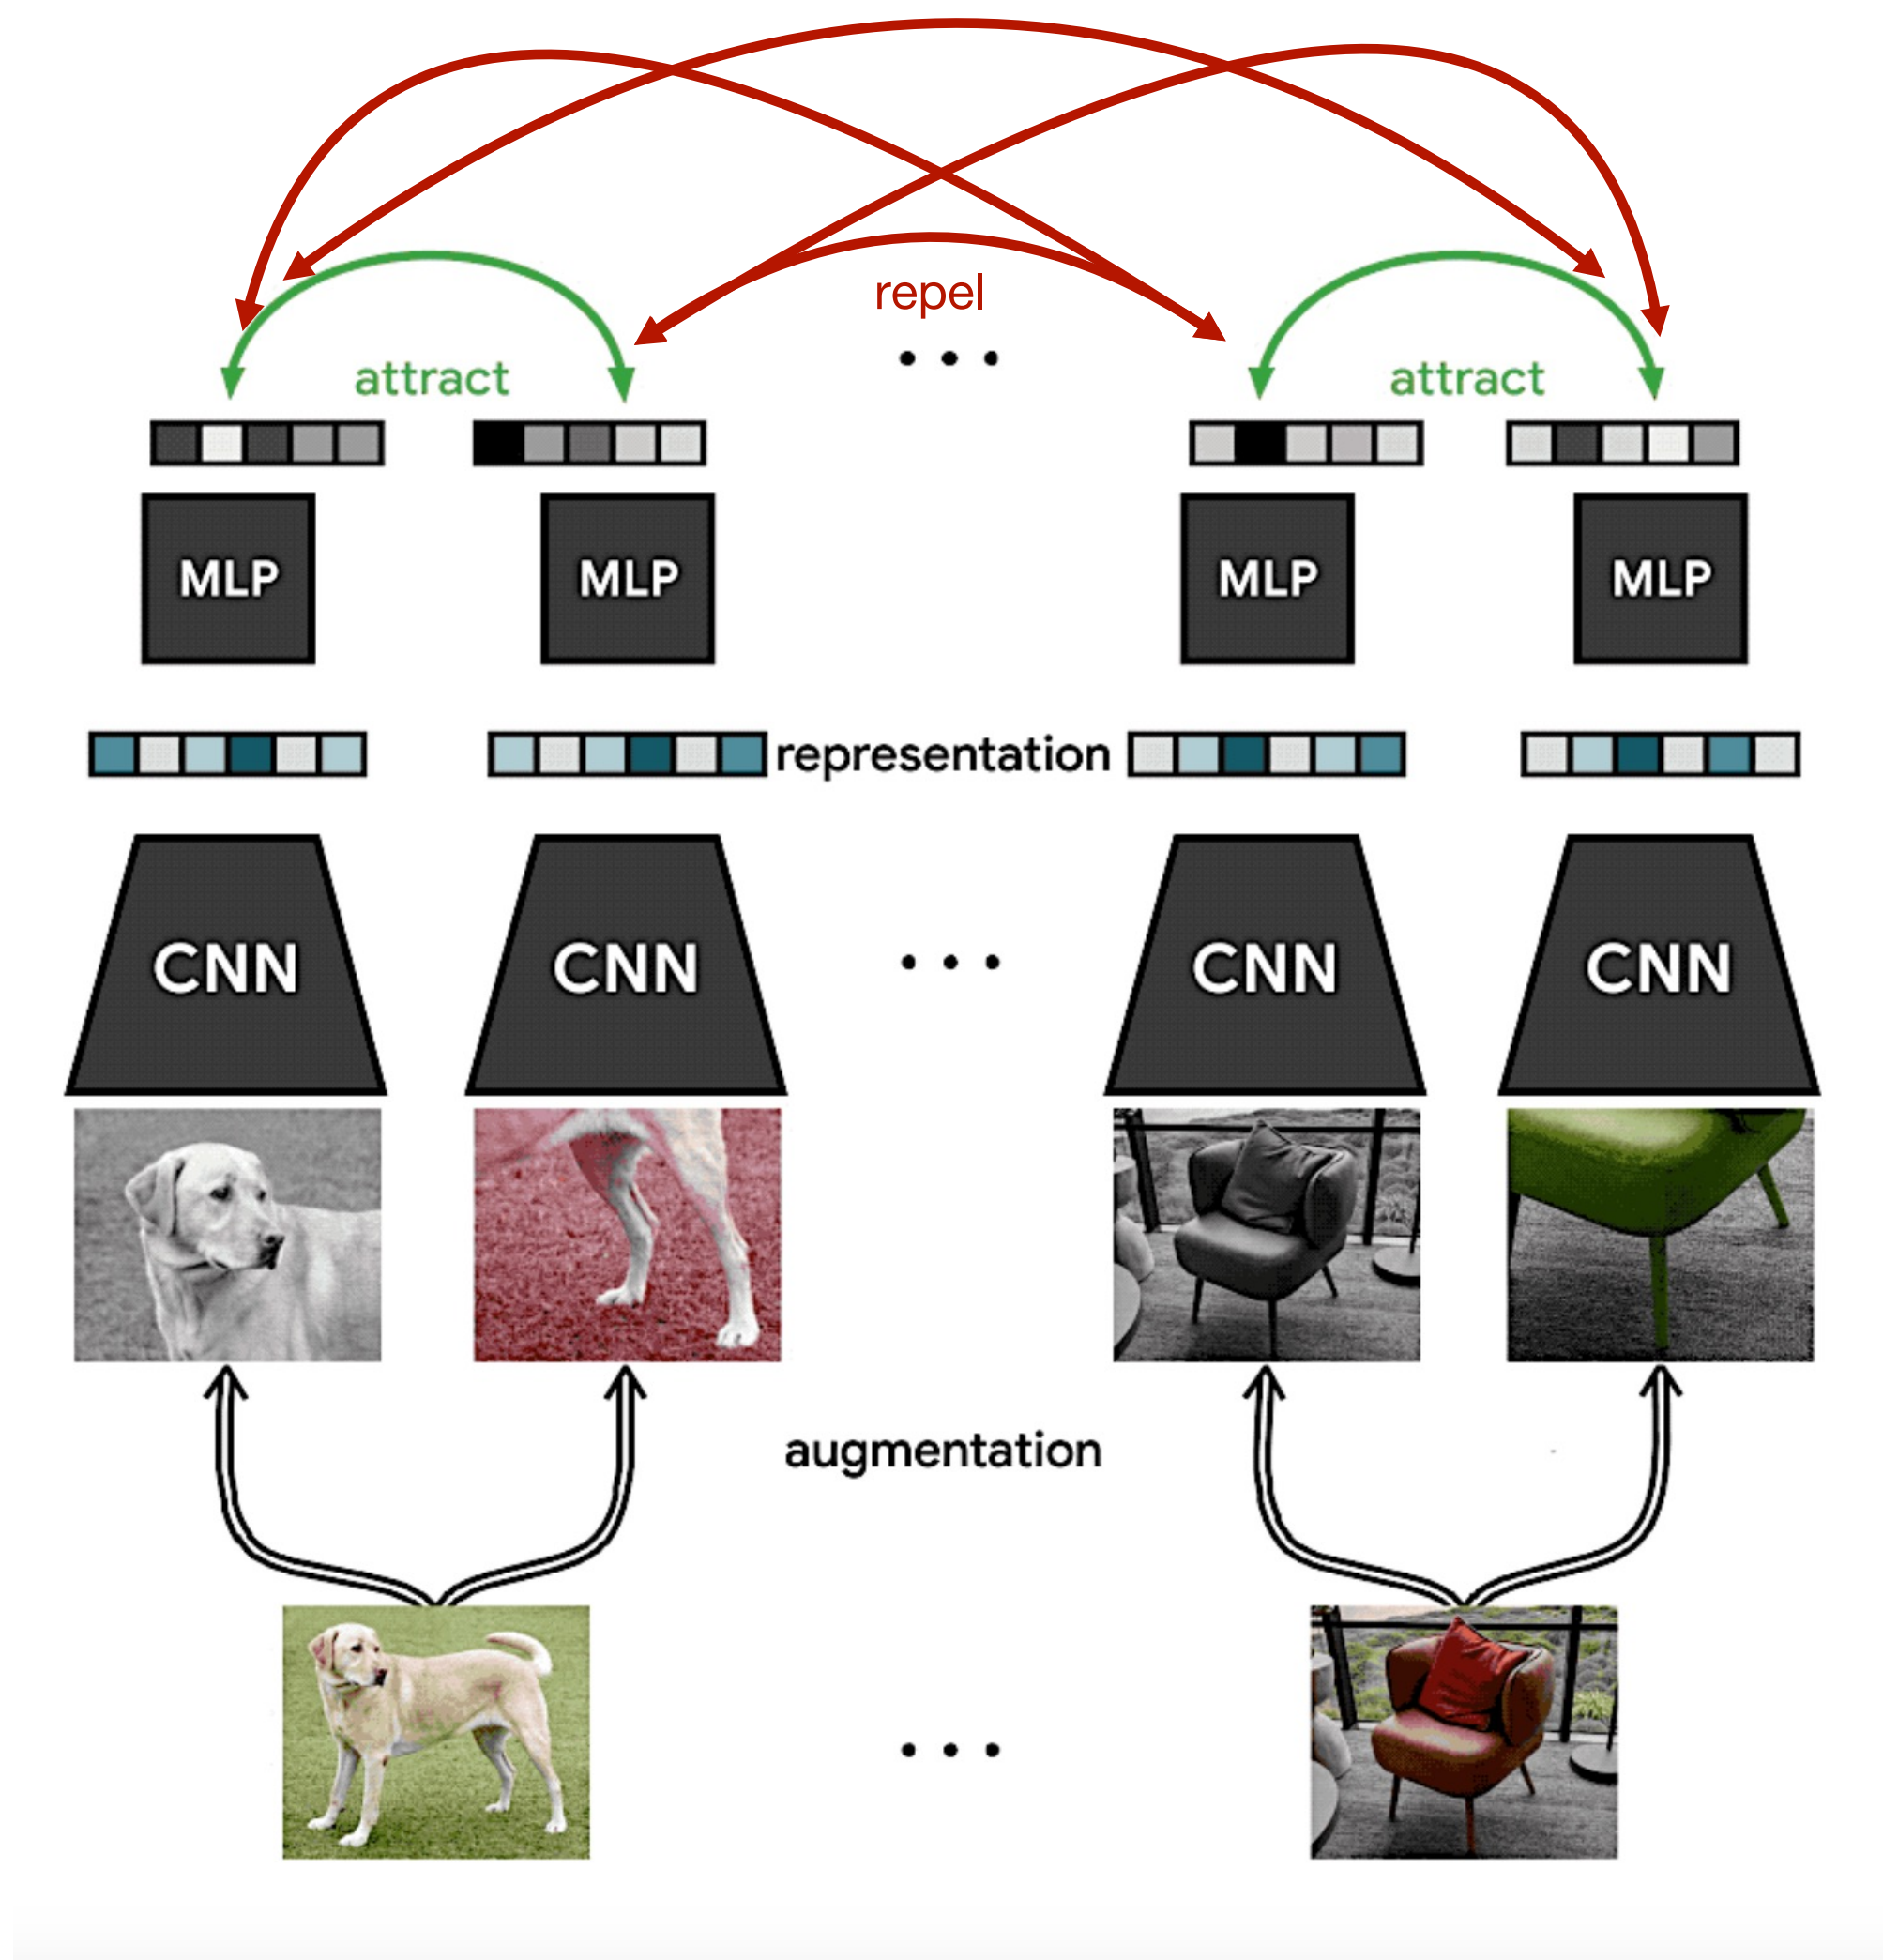 repel
attract
attract
MLP
MLP
MLP
MLP
representation
CNN
CNN
CNN
CNN
augmentation